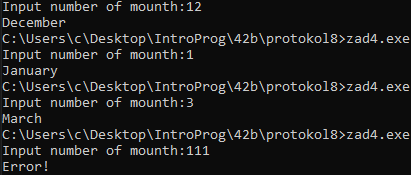 Input number of mounth:12
December
C:\Users\c\Desktop\IntroProg\42b\protokol8>zad4.exe
Input number of mounth:1
January
C:\Users\c\Desktop\IntroProg\42b\protokol8>zad4.exe
Input number of mounth:3
March
C:\Users\c\Desktop\IntroProg\42b\protokol8>zad4.exe
Input number of mounth:111
Error!